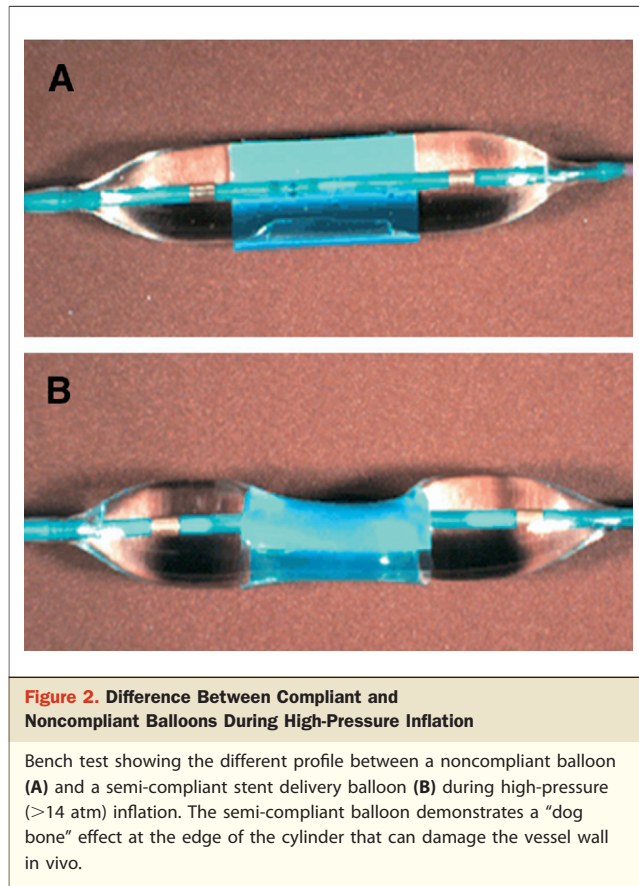 A
B
Figure 2. Difference Between Compliant and
Noncompliant Balloons During High-Pressure Inflation
Bench test showing the different profile between a noncompliant balloon
(A) and a semi-compliant stent delivery balloon (B) during high-pressure
(>14 atm) inflation. The semi-compliant balloon demonstrates a “dog
bone” effect at the edge of the cylinder that can damage the vessel wall
in vivo.